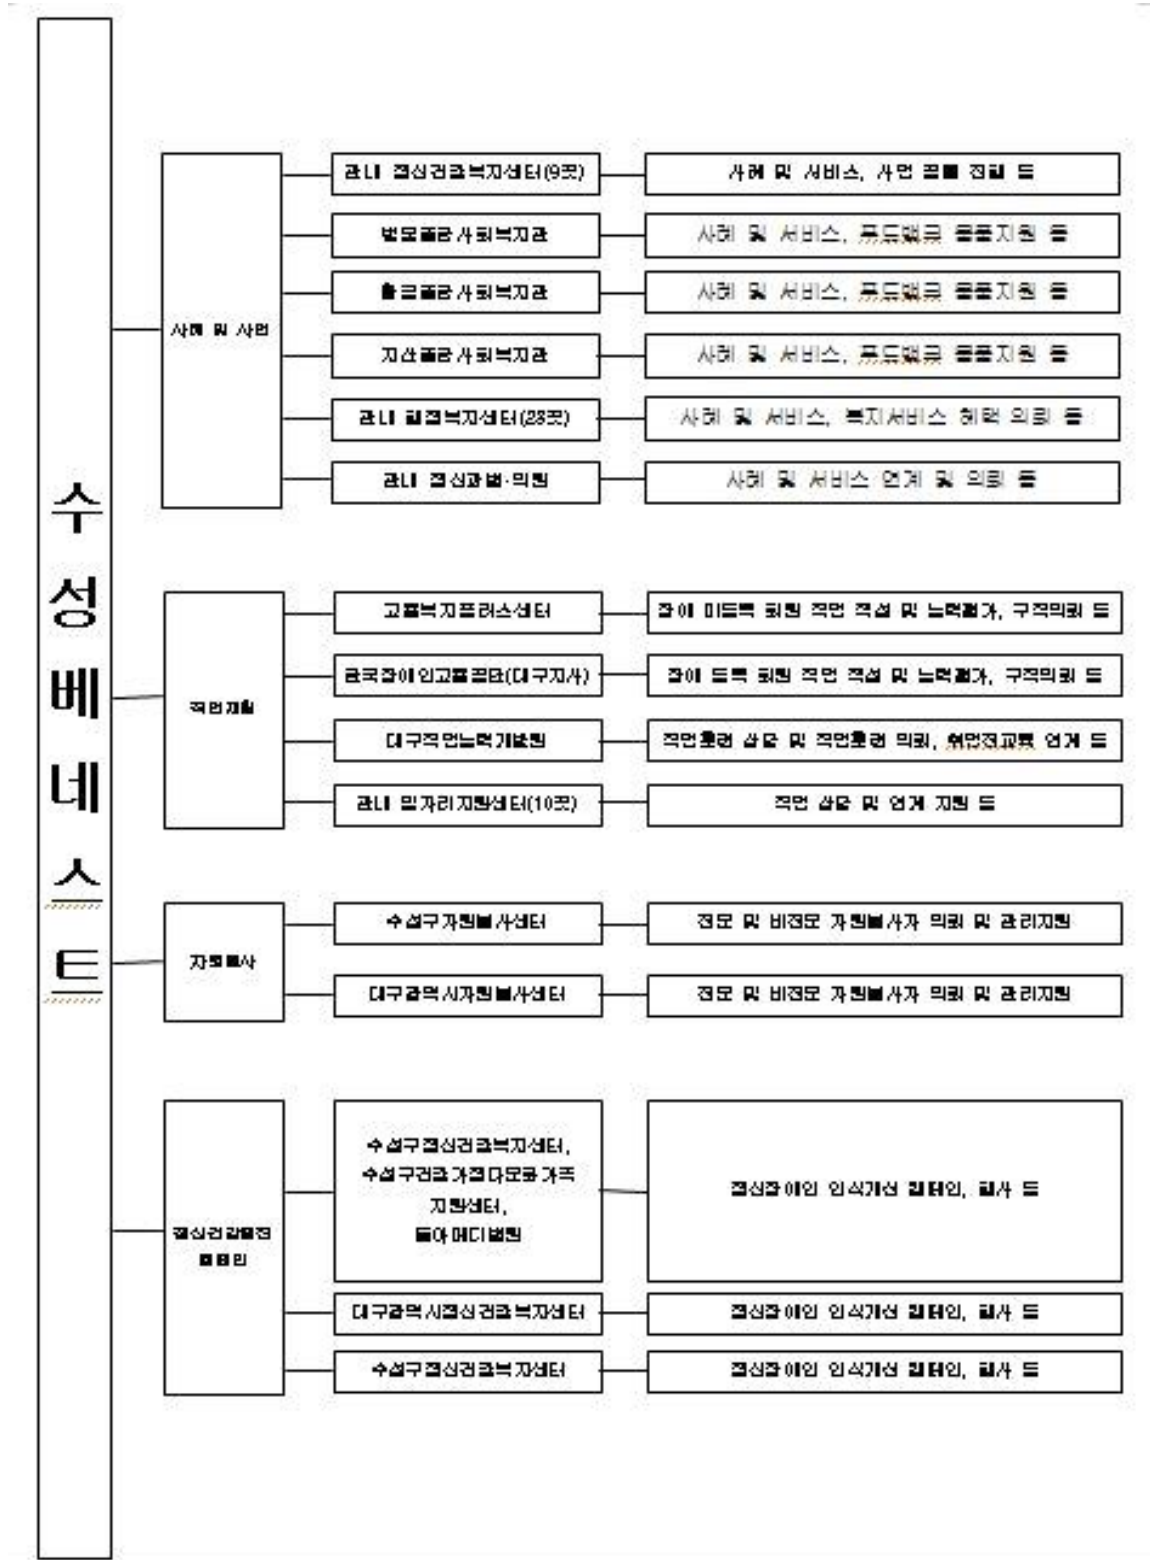 수성베네스트
사례 및 사업
관내 정신건강복지센터(9곳)
사례 및 서비스, 사업 공동 진행 등
범물종합사회복지관
사례 및 서비스, 푸드뱅크 물품지원 등
황금종합사회복지관
사례 및 서비스, 푸드뱅크 물품지원 등
지산종합사회복지관
사례 및 서비스, 푸드뱅크 물품지원 등
관내 행정복지센터(23곳)
사례 및 서비스, 복지서비스 혜택 의뢰 등
관내 정신과병·의원
사례 및 서비스 연계 및 의뢰 등
직업재활
고용복지플러스센터
장애 미등록 회원 직업 적성 및 능력평가, 구직의뢰 등
한국장애인고용공단(대구지사)
장애 등록 회원 직업 적성 및 능력평가, 구직의뢰 등
대구직업능력개발원
직업훈련 상담 및 직업훈련 의뢰, 취업전교육 연계 등
관내 일자리지원센터(10곳)
직업 상담 및 연계 지원 등
자원봉사
수성구자원봉사센터
전문 및 비전문 자원봉사자 의뢰 및 관리지원
대구광역시자원봉사센터
전문 및 비전문 자원봉사자 의뢰 및 관리지원
정신건강증진
캠페인
수성구정신건강복지센터,
수성구건강가정다문화가족
지원센터,
동아메디병원
정신장애인 인식개선 캠페인, 행사 등
대구광역시정신건강복지센터
정신장애인 인식개선 캠페인, 행사 등
수성구정신건강복지센터
정신장애인 인식개선 캠페인, 행사 등